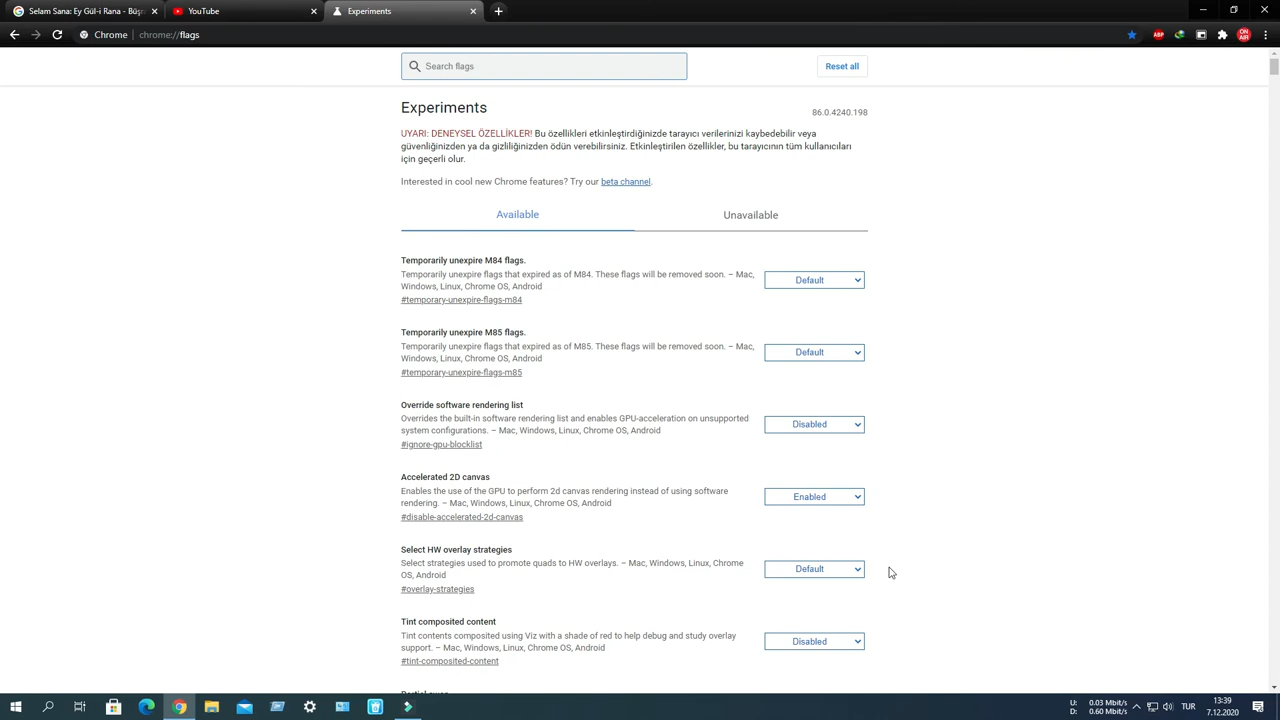 Selam Sana Ey Gül-i Rana - Büş
YouTube
Experiments
Chrome | chrome://flags
ABP
ON AIR
Search flags
Reset all
Experiments
86.0.4240.198
UYARI: DENEYSEL ÖZELLİKLER! Bu özellikleri etkinleştirdiğinizde tarayıcı verilerinizi kaybedebilir veya
güvenliğinizden ya da gizliliğinizden ödün verebilirsiniz. Etkinleştirilen özellikler, bu tarayıcının tüm kullanıcıları
için geçerli olur.
Interested in cool new Chrome features? Try our beta channel.
Available
Unavailable
Temporarily unexpire M84 flags.
Temporarily unexpire flags that expired as of M84. These flags will be removed soon. – Mac,
Windows, Linux, Chrome OS, Android
#temporary-unexpire-flags-m84
Default
Temporarily unexpire M85 flags.
Temporarily unexpire flags that expired as of M85. These flags will be removed soon. – Mac,
Windows, Linux, Chrome OS, Android
#temporary-unexpire-flags-m85
Default
Override software rendering list
Overrides the built-in software rendering list and enables GPU-acceleration on unsupported
system configurations. – Mac, Windows, Linux, Chrome OS, Android
#ignore-gpu-blocklist
Disabled
Accelerated 2D canvas
Enables the use of the GPU to perform 2d canvas rendering instead of using software
rendering. – Mac, Windows, Linux, Chrome OS, Android
#disable-accelerated-2d-canvas
Enabled
Select HW overlay strategies
Select strategies used to promote quads to HW overlays. – Mac, Windows, Linux, Chrome
OS, Android
#overlay-strategies
Default
Tint composited content
Tint contents composited using Viz with a shade of red to help debug and study overlay
support. – Mac, Windows, Linux, Chrome OS, Android
#tint-composited-content
Disabled
U: 0.03 Mbit/s
D: 0.60 Mbit/s
TUR
13:39
7.12.2020